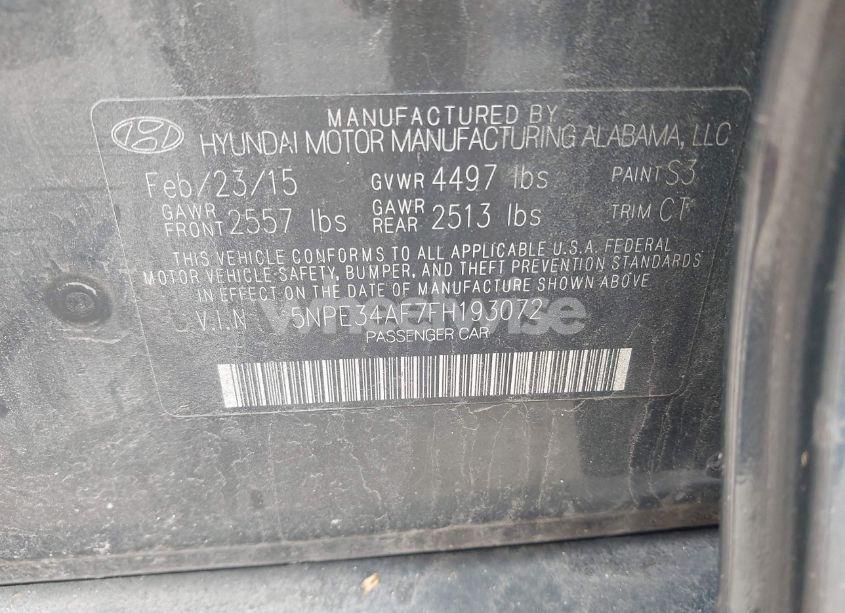 MANUFACTURED BY
HYUNDAI MOTOR MANUFACTURING ALABAMA, LLC
Feb/23/15 GVWR 4497 lbs PAINT S3
GAWR FRONT 2557 lbs GAWR REAR 2513 lbs TRIM CT
THIS VEHICLE CONFORMS TO ALL APPLICABLE U.S.A. FEDERAL
MOTOR VEHICLE SAFETY, BUMPER, AND THEFT PREVENTION STANDARDS
IN EFFECT ON THE DATE OF MANUFACTURE SHOWN ABOVE
V.I.N 5NPE34AF7FH193072
PASSENGER CAR